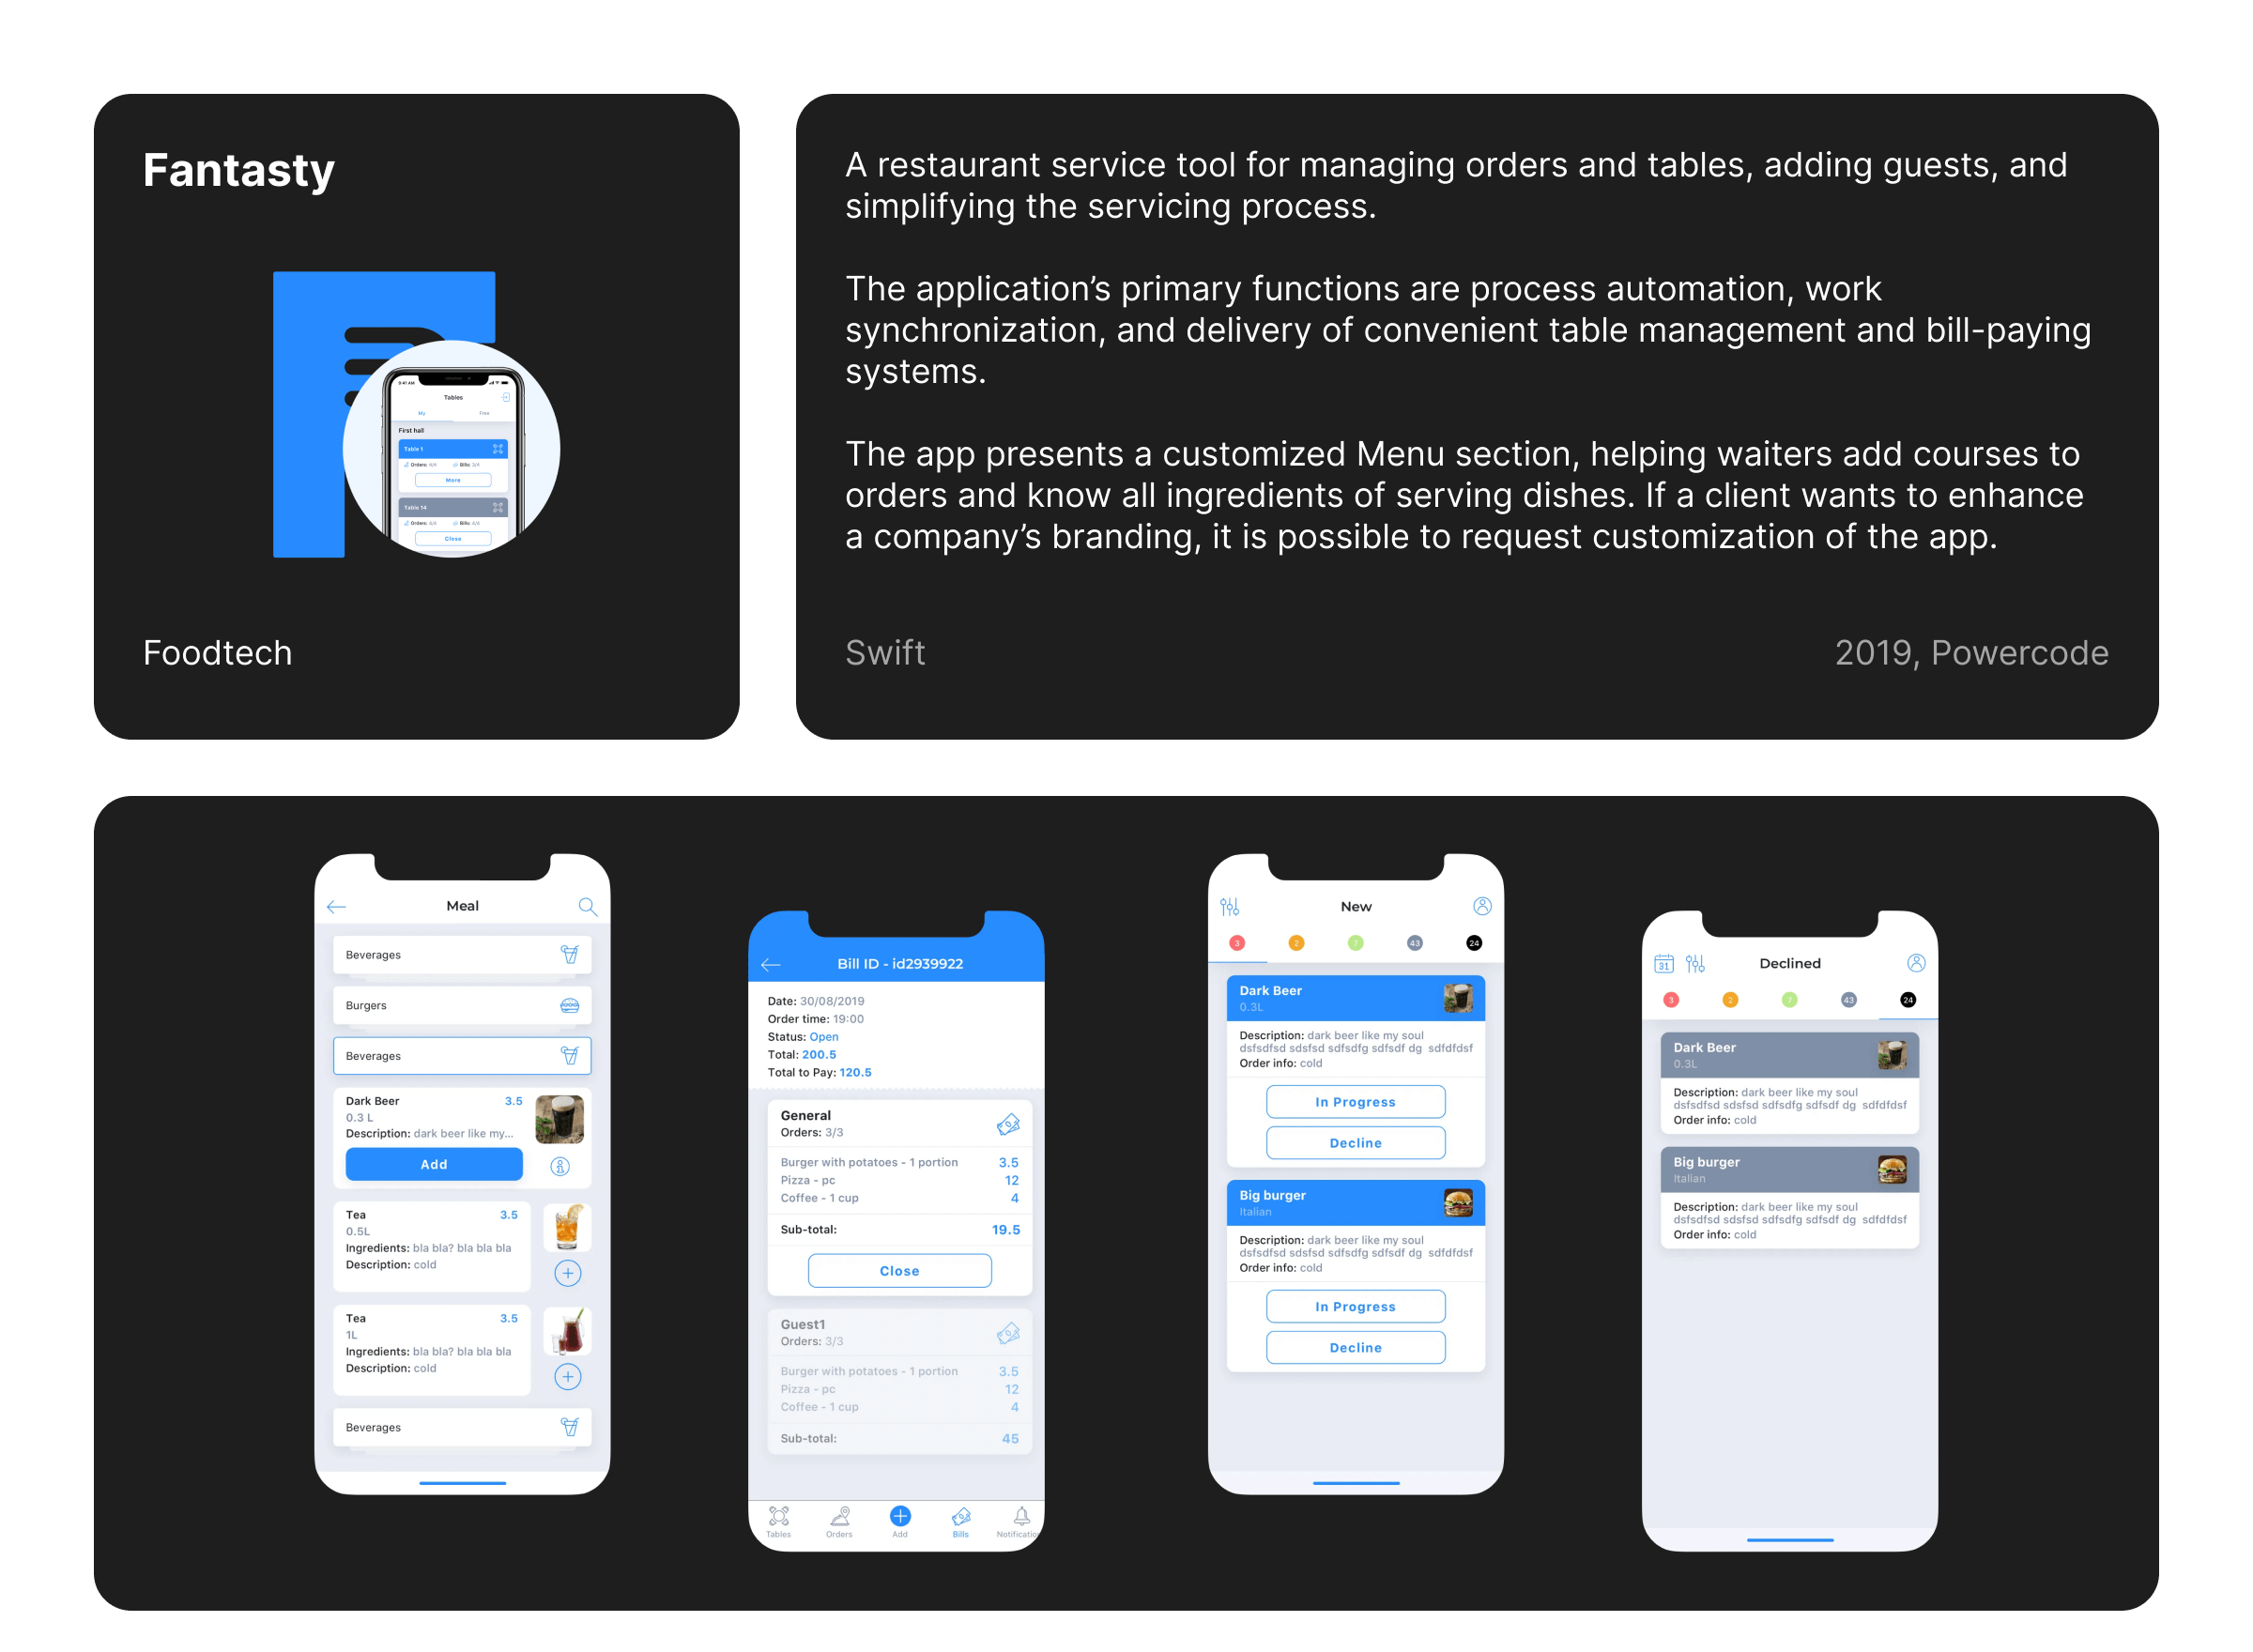 Fantasty
9:41 AM
Tables
My
Free
First hall
Table 1
Orders: 4/4
Bills: 3/4
More
Table 14
Orders: 4/4
Bills: 4/4
Close
Foodtech
A restaurant service tool for managing orders and tables, adding guests, and
simplifying the servicing process.
The application’s primary functions are process automation, work
synchronization, and delivery of convenient table management and bill-paying
systems.
The app presents a customized Menu section, helping waiters add courses to
orders and know all ingredients of serving dishes. If a client wants to enhance
a company’s branding, it is possible to request customization of the app.
Swift
2019, Powercode
Meal
Beverages
Burgers
Beverages
Dark Beer 3.5
0.3 L
Description: dark beer like my...
Add
Tea 3.5
0.5L
Ingredients: bla bla? bla bla bla
Description: cold
Tea 3.5
1L
Ingredients: bla bla? bla bla bla
Description: cold
Beverages
Bill ID - id2939922
Date: 30/08/2019
Order time: 19:00
Status: Open
Total: 200.5
Total to Pay: 120.5
General
Orders: 3/3
Burger with potatoes - 1 portion 3.5
Pizza - pc 12
Coffee - 1 cup 4
Sub-total: 19.5
Close
Guest1
Orders: 3/3
Burger with potatoes - 1 portion 3.5
Pizza - pc 12
Coffee - 1 cup 4
Sub-total: 45
Tables Orders Add Bills Notification
New
3 2 7 43 24
Dark Beer
0.3L
Description: dark beer like my soul
dsfsdfsd sdsfsd sdfsdfg sdfsdf dg sdfdfdsf
Order info: cold
In Progress
Decline
Big burger
Italian
Description: dark beer like my soul
dsfsdfsd sdsfsd sdfsdfg sdfsdf dg sdfdfdsf
Order info: cold
In Progress
Decline
31
Declined
3 2 7 43 24
Dark Beer
0.3L
Description: dark beer like my soul
dsfsdfsd sdsfsd sdfsdfg sdfsdf dg sdfdfdsf
Order info: cold
Big burger
Italian
Description: dark beer like my soul
dsfsdfsd sdsfsd sdfsdfg sdfsdf dg sdfdfdsf
Order info: cold